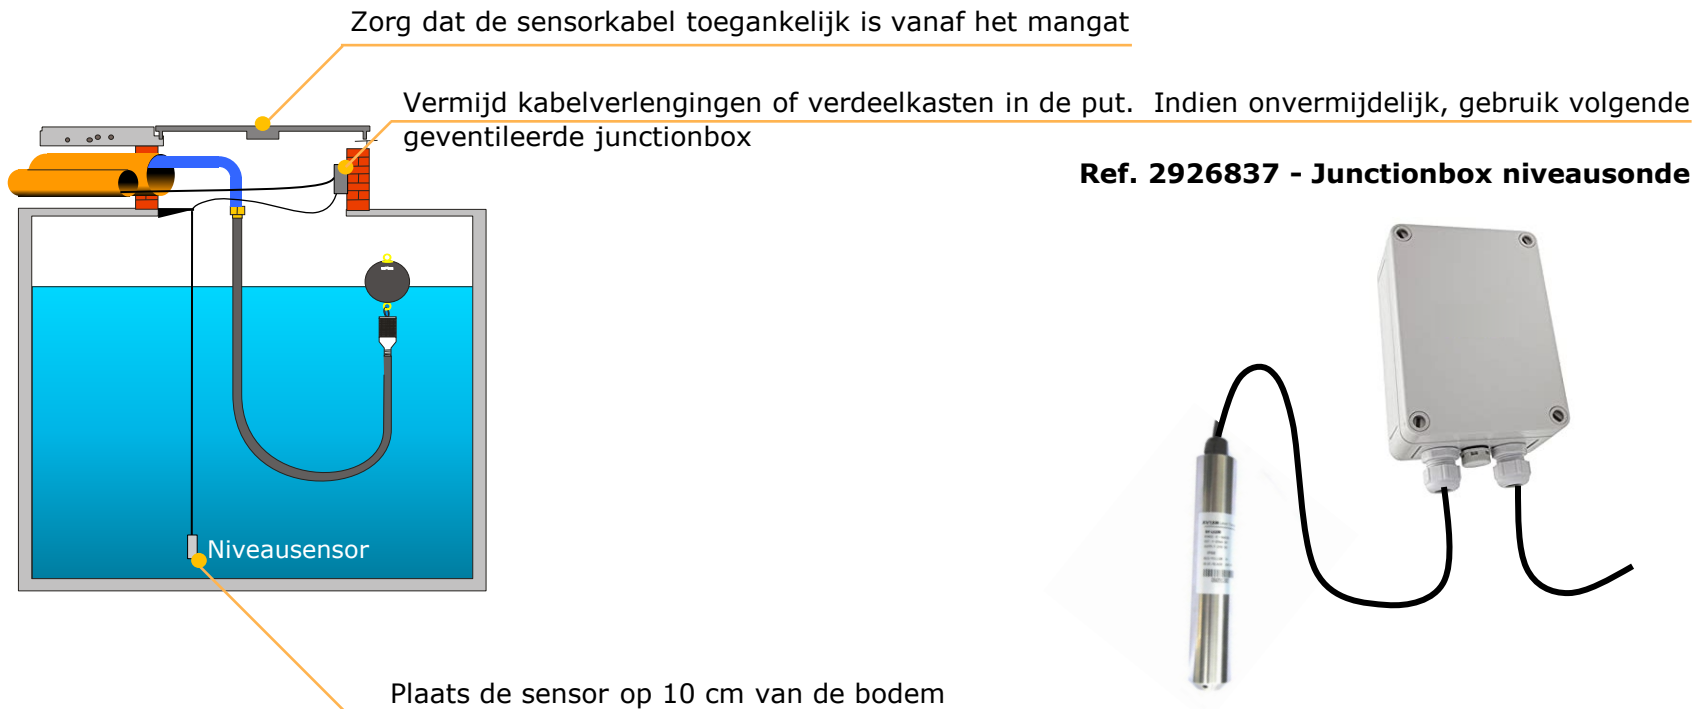 Zorg dat de sensorkabel toegankelijk is vanaf het mangat
Vermijd kabelverlengingen of verdeelkasten in de put. Indien onvermijdelijk, gebruik volgende
geventileerde junctionbox
Ref. 2926837 - Junctionbox niveausonde
Niveausensor
Plaats de sensor op 10 cm van de bodem